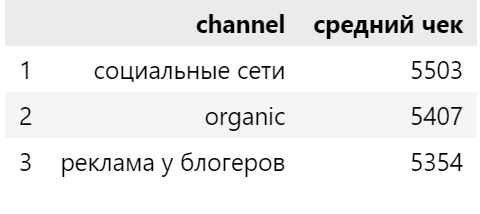 channel средний чек
1 социальные сети 5503
2 organic 5407
3 реклама у блогеров 5354